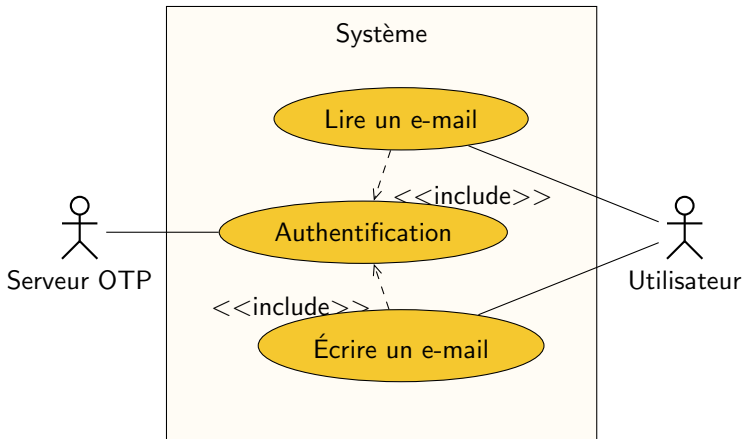 Système
Lire un e-mail
<<include>>
Authentification
Serveur OTP
Utilisateur
<<include>>
Écrire un e-mail